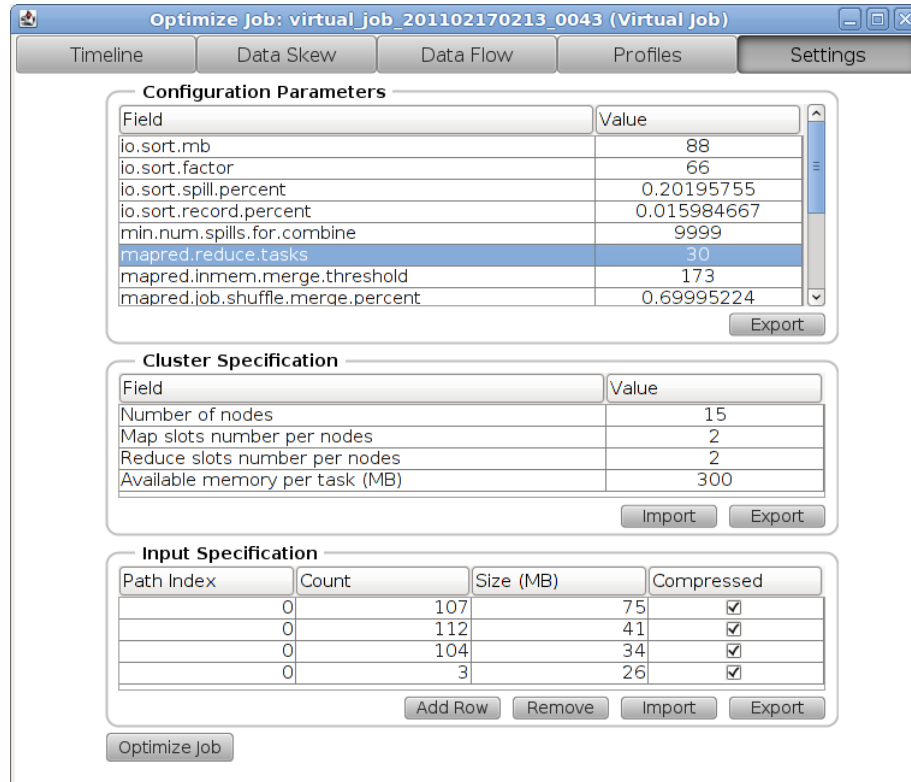 Optimize Job: virtual_job_201102170213_0043 (Virtual Job)
Timeline Data Skew Data Flow Profiles Settings
Configuration Parameters
Field Value
io.sort.mb 88
io.sort.factor 66
io.sort.spill.percent 0.20195755
io.sort.record.percent 0.015984667
min.num.spills.for.combine 9999
mapred.reduce.tasks 30
mapred.inmem.merge.threshold 173
mapred.job.shuffle.merge.percent 0.69995224
Export
Cluster Specification
Field Value
Number of nodes 15
Map slots number per nodes 2
Reduce slots number per nodes 2
Available memory per task (MB) 300
Import Export
Input Specification
Path Index Count Size (MB) Compressed
0 107 75
0 112 41
0 104 34
0 3 26
Add Row Remove Import Export
Optimize Job